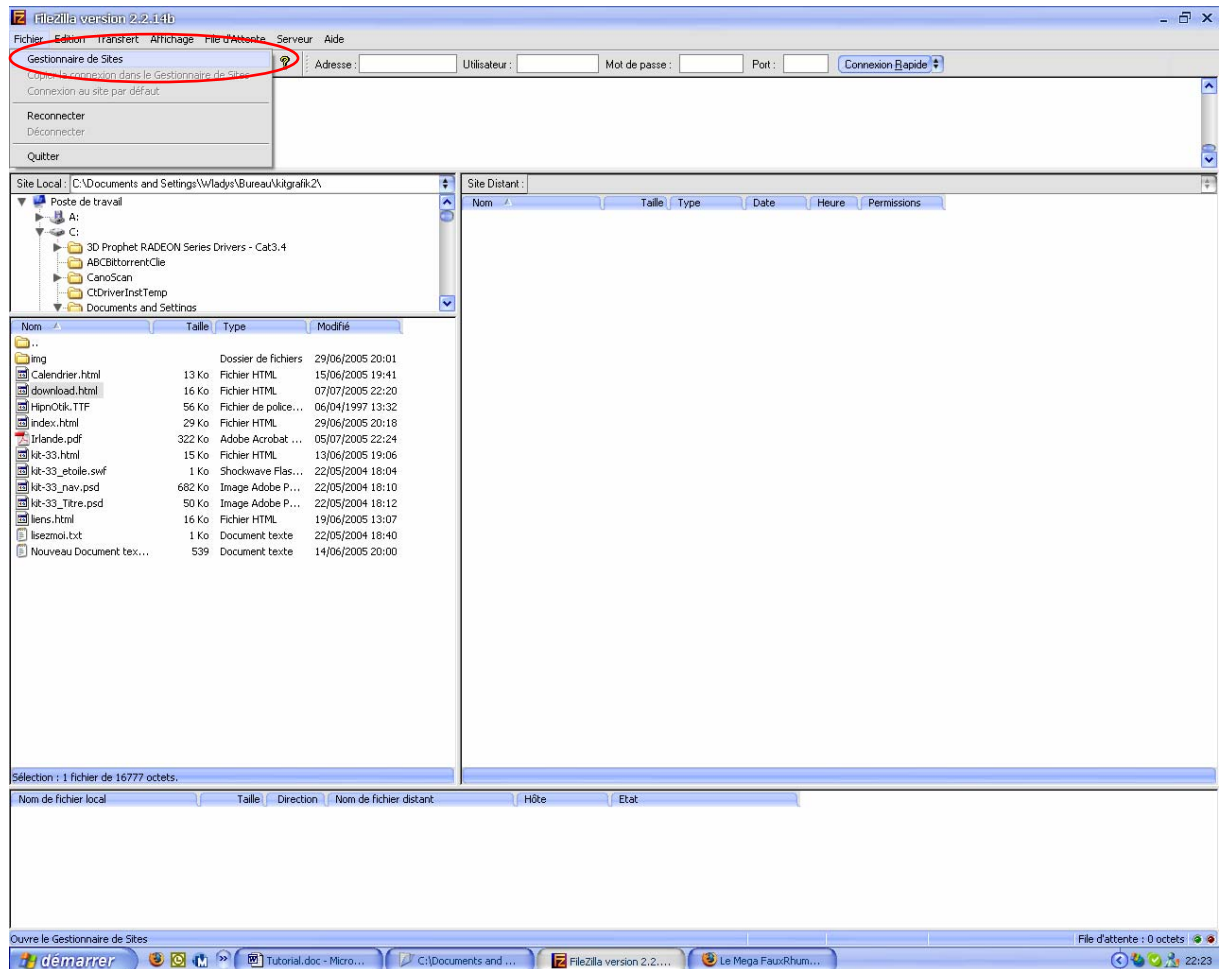 FileZilla version 2.2.14b
Fichier Edition Transfert Affichage File d'Attente Serveur Aide
Gestionnaire de Sites
Copier la connexion dans le Gestionnaire de Sites
Connexion au site par défaut
Reconnecter
Déconnecter
Quitter
? Adresse : Utilisateur : Mot de passe : Port : Connexion Rapide
Site Local : C:\Documents and Settings\Wladys\Bureau\kitgrafik2\
Poste de travail
A:
C:
3D Prophet RADEON Series Drivers - Cat3.4
ABCBittorrentClie
CanoScan
CtDriverInstTemp
Documents and Settings
Site Distant :
Nom Taille Type Date Heure Permissions
Nom Taille Type Modifié
..
img Dossier de fichiers 29/06/2005 20:01
Calendrier.html 13 Ko Fichier HTML 15/06/2005 19:41
download.html 16 Ko Fichier HTML 07/07/2005 22:20
HipnOtik.TTF 56 Ko Fichier de police... 06/04/1997 13:32
index.html 29 Ko Fichier HTML 29/06/2005 20:18
Irlande.pdf 322 Ko Adobe Acrobat ... 05/07/2005 22:24
kit-33.html 15 Ko Fichier HTML 13/06/2005 19:06
kit-33_etoile.swf 1 Ko Shockwave Flas... 22/05/2004 18:04
kit-33_nav.psd 682 Ko Image Adobe P... 22/05/2004 18:10
kit-33_Titre.psd 50 Ko Image Adobe P... 22/05/2004 18:12
liens.html 16 Ko Fichier HTML 19/06/2005 13:07
lisezmoi.txt 1 Ko Document texte 22/05/2004 18:40
Nouveau Document tex... 539 Document texte 14/06/2005 20:00
Sélection : 1 fichier de 16777 octets.
Nom de fichier local Taille Direction Nom de fichier distant Hôte Etat
Ouvre le Gestionnaire de Sites
File d'attente : 0 octets
démarrer
Tutorial.doc - Micro...
C:\Documents and ...
FileZilla version 2.2....
Le Mega FauxRhum...
22:23